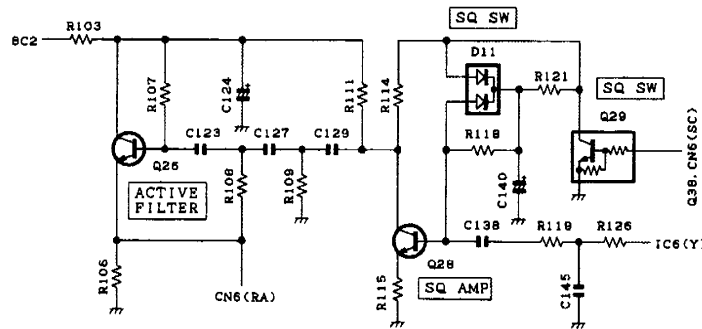 SQ SW
R103
8C2
D11
R107
C124
R111
R114
R121
SQ SW
Q29
C123
C127
C129
R118
Q38.CN6(SC)
Q26
R108
R109
C140
ACTIVE
FILTER
C138
R119
R126
IC6(Y)
Q28
R106
CN6(RA)
R115
SQ AMP
C145